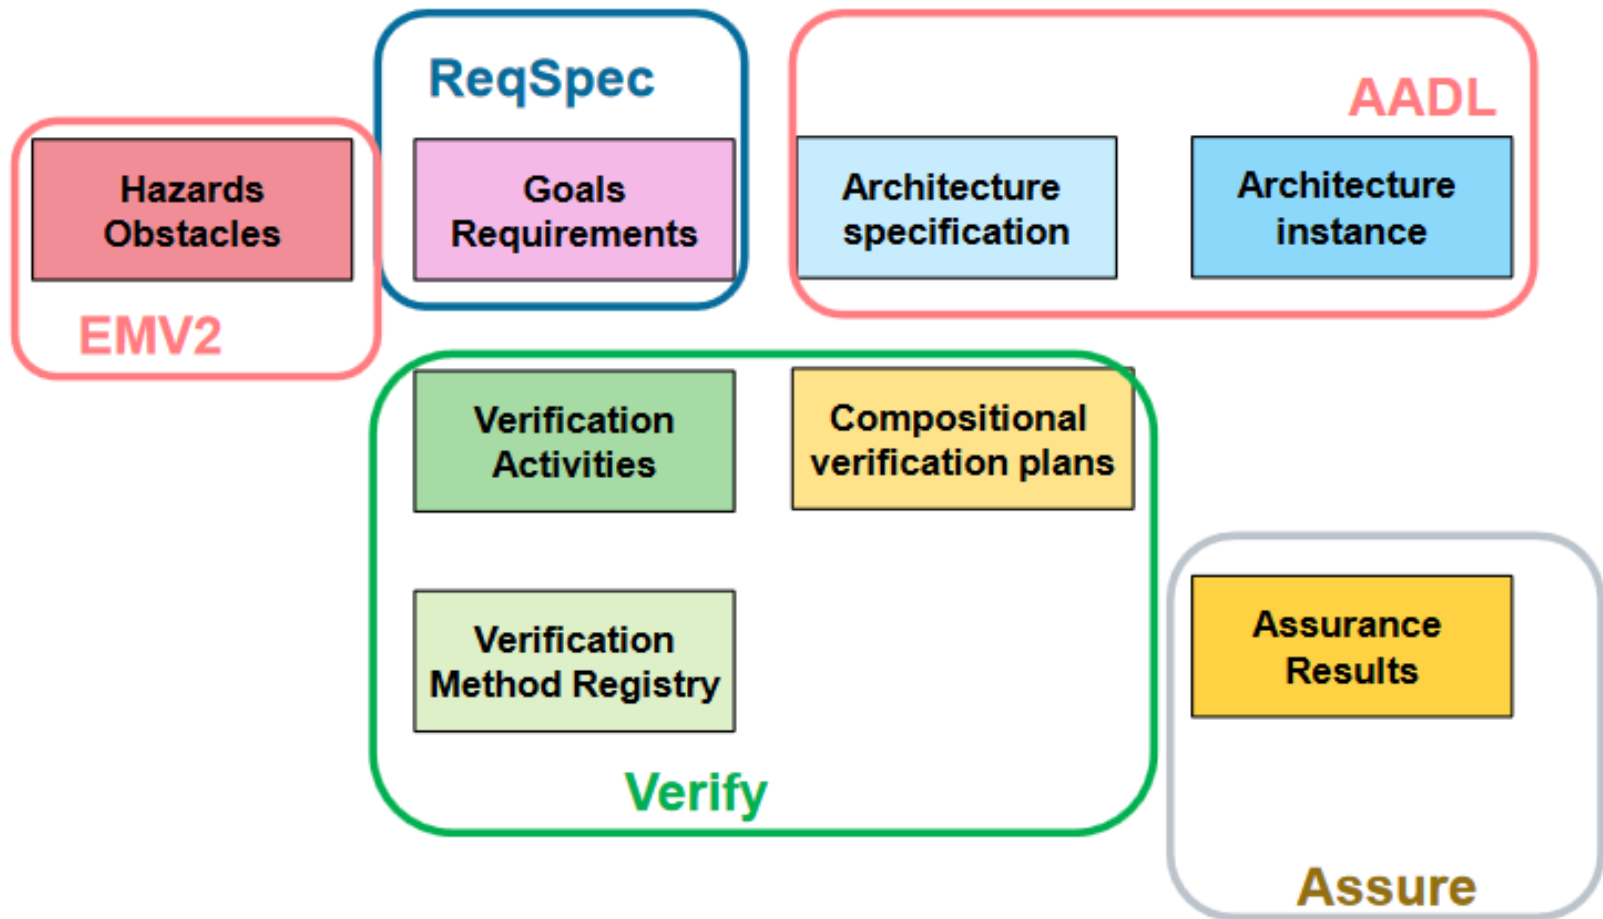 ReqSpec
AADL
Hazards
Obstacles
Goals
Requirements
Architecture
specification
Architecture
instance
EMV2
Verification
Activities
Compositional
verification plans
Verification
Method Registry
Assurance
Results
Verify
Assure